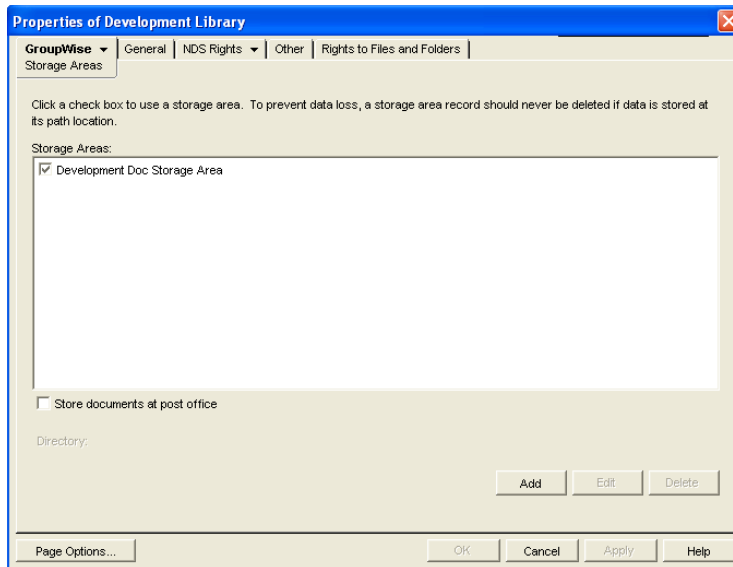 Properties of Development Library
GroupWise General NDS Rights Other Rights to Files and Folders
Storage Areas
Click a check box to use a storage area. To prevent data loss, a storage area record should never be deleted if data is stored at
its path location.
Storage Areas:
Development Doc Storage Area
Store documents at post office
Directory:
Add Edit Delete
Page Options... OK Cancel Apply Help